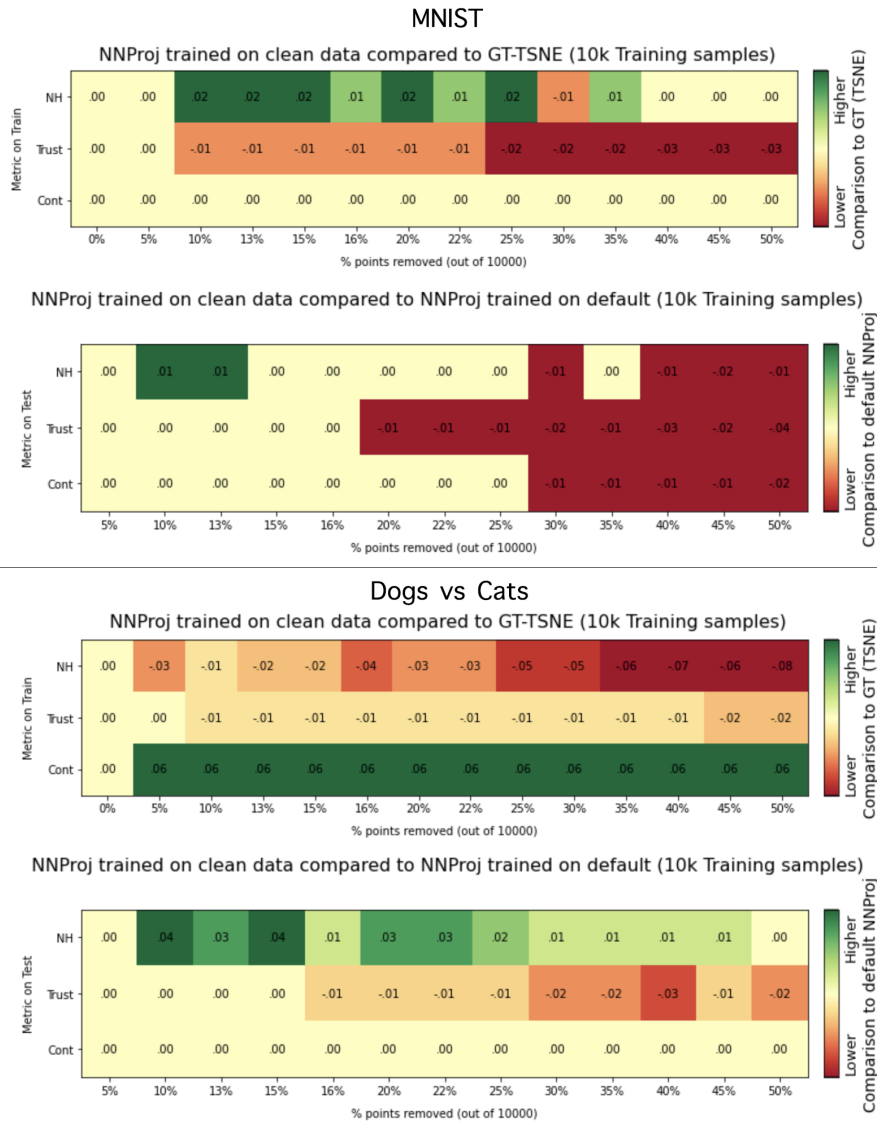 MNIST
NNProj trained on clean data compared to GT-TSNE (10k Training samples)
Metric on Train
NH .00 .00 .02 .02 .02 .01 .02 .01 .02 -.01 .01 .00 .00 .00
Trust .00 .00 -.01 -.01 -.01 -.01 -.01 -.01 -.02 -.02 -.02 -.03 -.03 -.03
Cont .00 .00 .00 .00 .00 .00 .00 .00 .00 .00 .00 .00 .00 .00
0% 5% 10% 13% 15% 16% 20% 22% 25% 30% 35% 40% 45% 50%
% points removed (out of 10000)
Lower Higher
Comparison to GT (TSNE)
NNProj trained on clean data compared to NNProj trained on default (10k Training samples)
Metric on Test
NH .00 .01 .01 .00 .00 .00 .00 .00 -.01 .00 -.01 -.02 -.01
Trust .00 .00 .00 .00 .00 -.01 -.01 -.01 -.02 -.01 -.03 -.02 -.04
Cont .00 .00 .00 .00 .00 .00 .00 .00 -.01 -.01 -.01 -.01 -.02
5% 10% 13% 15% 16% 20% 22% 25% 30% 35% 40% 45% 50%
% points removed (out of 10000)
Lower Higher
Comparison to default NNProj
Dogs vs Cats
NNProj trained on clean data compared to GT-TSNE (10k Training samples)
Metric on Train
NH .00 -.03 -.01 -.02 -.02 -.04 -.03 -.03 -.05 -.05 -.06 -.07 -.06 -.08
Trust .00 .00 -.01 -.01 -.01 -.01 -.01 -.01 -.01 -.01 -.01 -.01 -.02 -.02
Cont .00 .06 .06 .06 .06 .06 .06 .06 .06 .06 .06 .06 .06 .06
0% 5% 10% 13% 15% 16% 20% 22% 25% 30% 35% 40% 45% 50%
% points removed (out of 10000)
Lower Higher
Comparison to GT (TSNE)
NNProj trained on clean data compared to NNProj trained on default (10k Training samples)
Metric on Test
NH .00 .04 .03 .04 .01 .03 .03 .02 .01 .01 .01 .01 .00
Trust .00 .00 .00 .00 -.01 -.01 -.01 -.01 -.02 -.02 -.03 -.01 -.02
Cont .00 .00 .00 .00 .00 .00 .00 .00 .00 .00 .00 .00 .00
5% 10% 13% 15% 16% 20% 22% 25% 30% 35% 40% 45% 50%
% points removed (out of 10000)
Lower Higher
Comparison to default NNProj